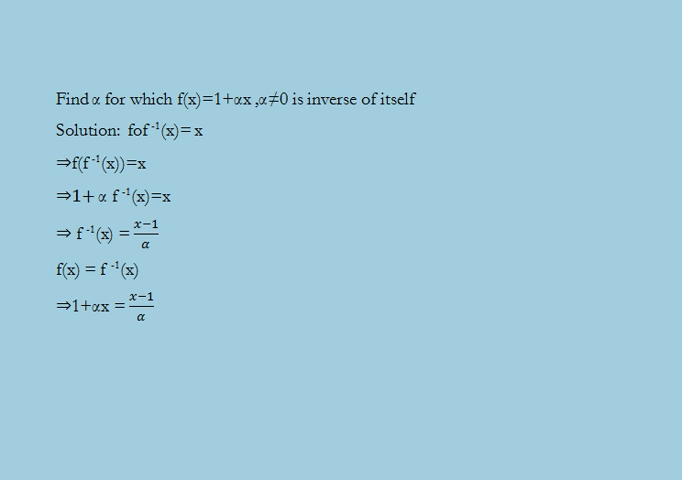 Find α for which f(x)=1+αx ,α≠0 is inverse of itself
Solution: fof⁻¹(x)= x
⇒f(f⁻¹(x))=x
⇒1+ α f⁻¹(x)=x
⇒ f⁻¹(x) = (x−1)/α
f(x) = f⁻¹(x)
⇒1+αx = (x−1)/α